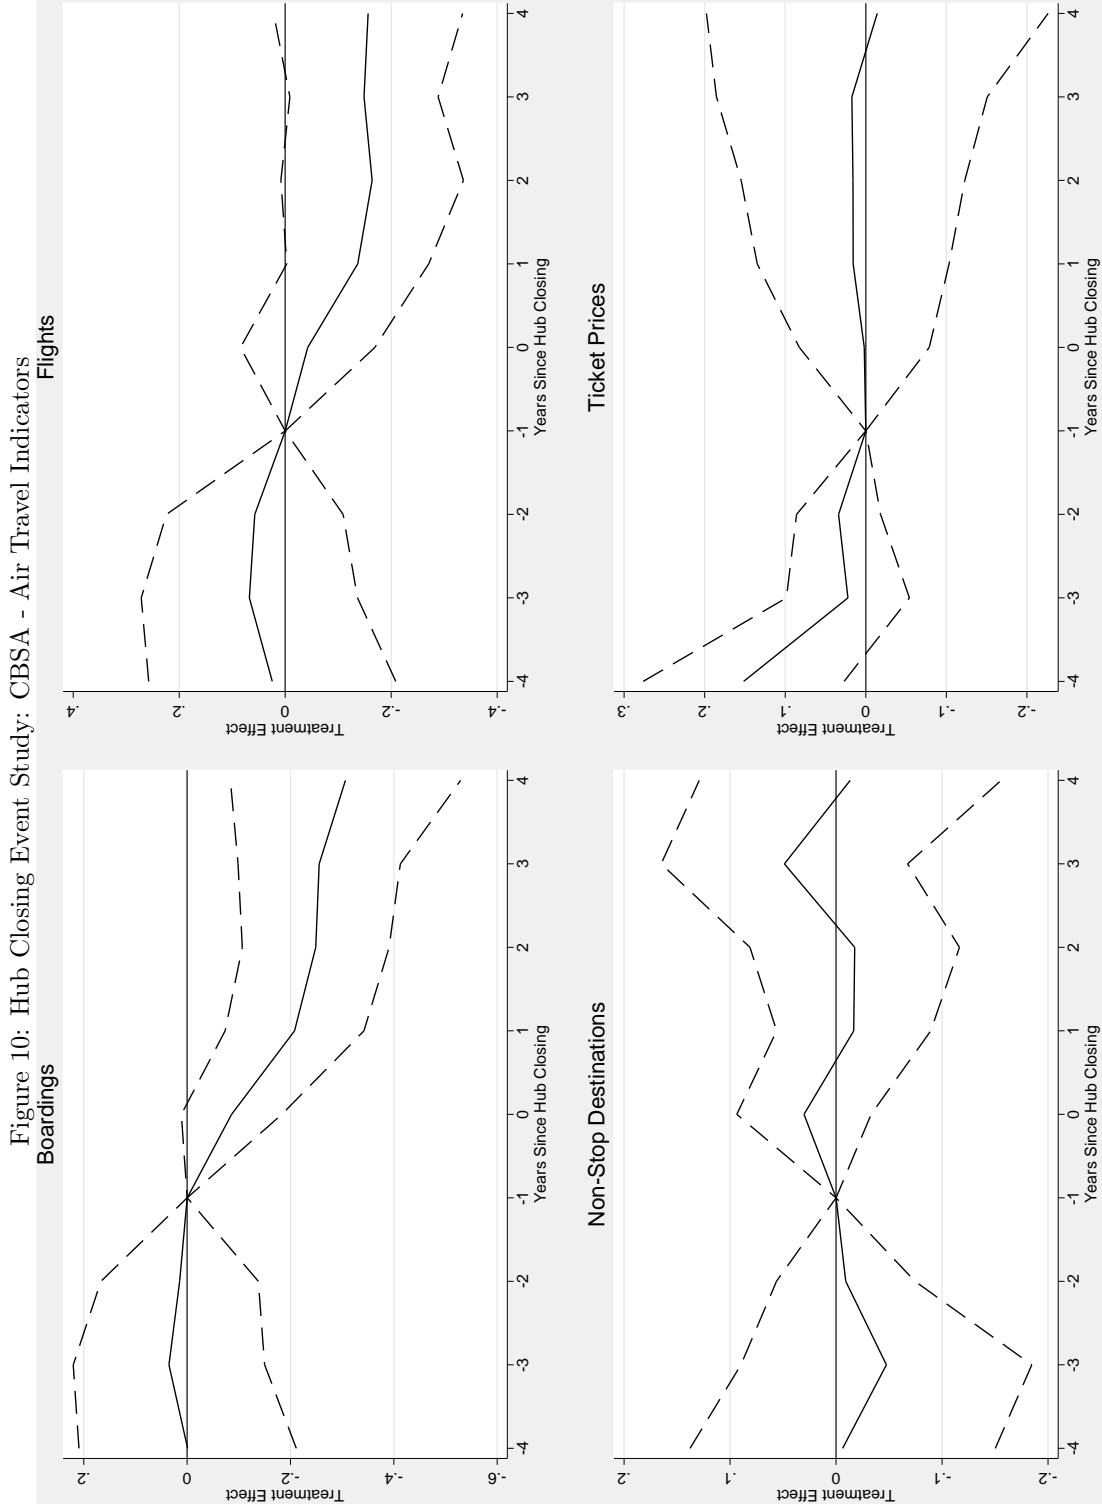 Figure 10: Hub Closing Event Study: CBSA - Air Travel Indicators
Boardings
Treatment Effect
.2
0
-.2
-.4
-.6
-4 -3 -2 -1 0 1 2 3 4
Years Since Hub Closing
Flights
Treatment Effect
.4
.2
0
-.2
-.4
-4 -3 -2 -1 0 1 2 3 4
Years Since Hub Closing
Non-Stop Destinations
Treatment Effect
.2
.1
0
-.1
-.2
-4 -3 -2 -1 0 1 2 3 4
Years Since Hub Closing
Ticket Prices
Treatment Effect
.3
.2
.1
0
-.1
-.2
-4 -3 -2 -1 0 1 2 3 4
Years Since Hub Closing